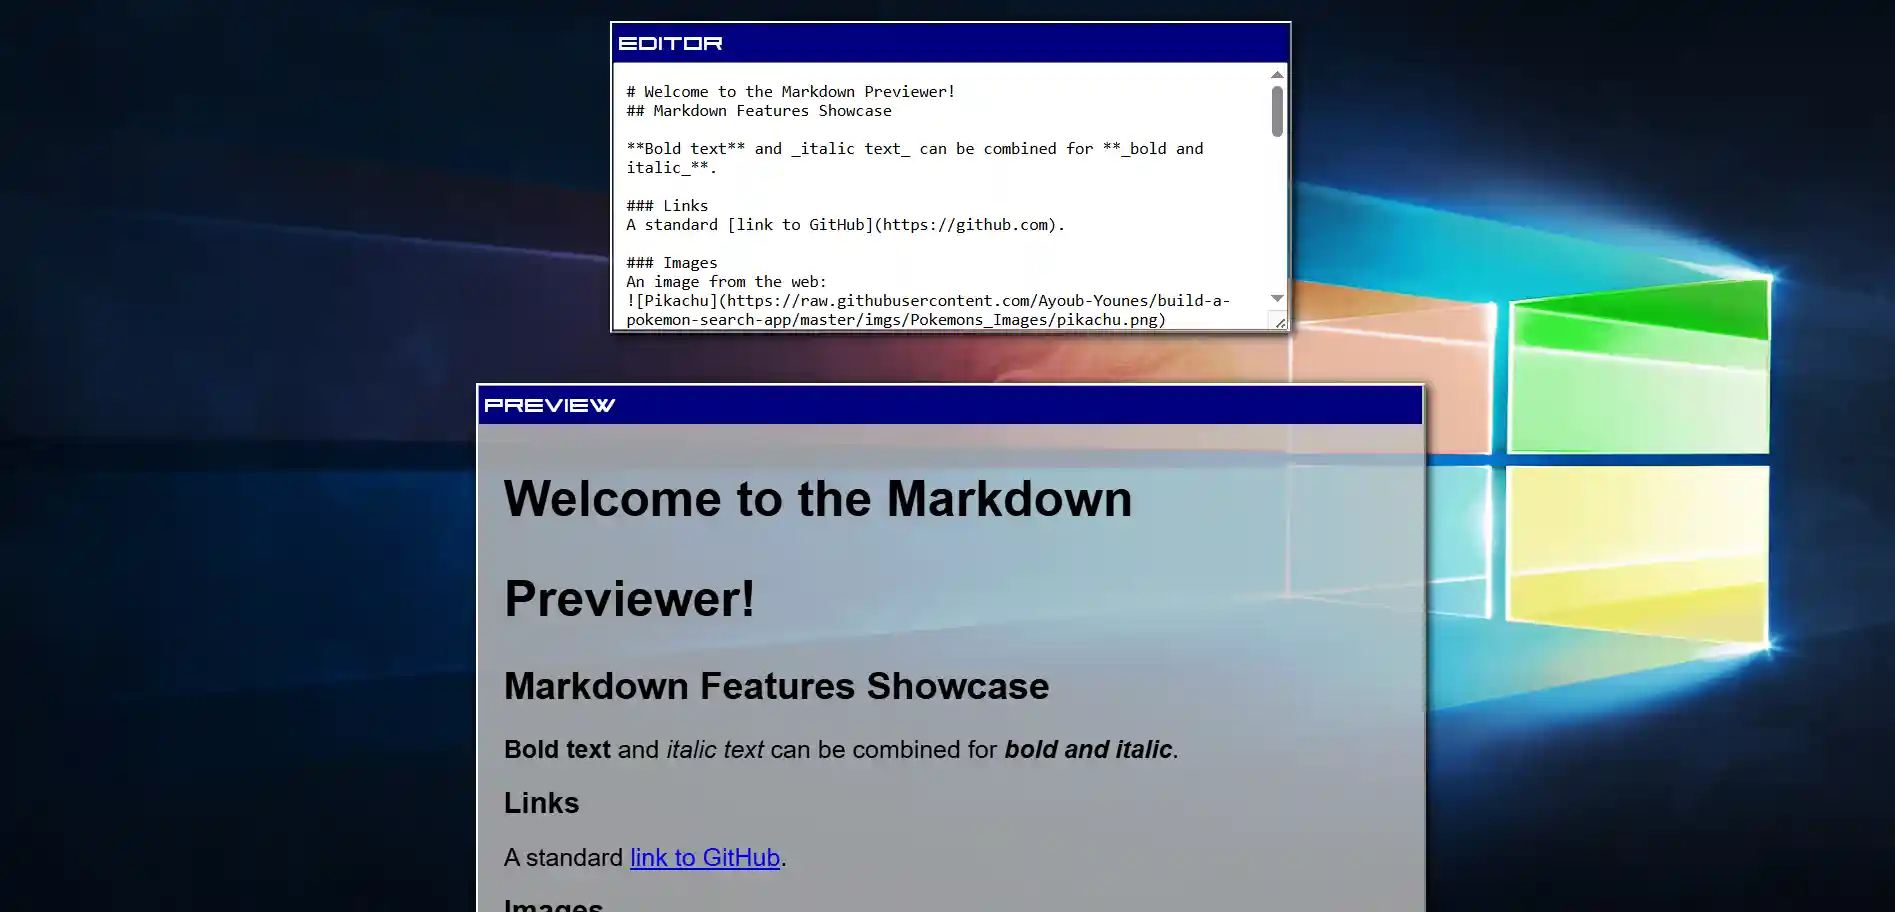 EDITOR
# Welcome to the Markdown Previewer!
## Markdown Features Showcase
**Bold text** and _italic text_ can be combined for **_bold and
italic_**.
### Links
A standard [link to GitHub](https://github.com).
### Images
An image from the web:
![Pikachu](https://raw.githubusercontent.com/Ayoub-Younes/build-a-
pokemon-search-app/master/imgs/Pokemons_Images/pikachu.png)
PREVIEW
Welcome to the Markdown
Previewer!
Markdown Features Showcase
Bold text and italic text can be combined for bold and italic.
Links
A standard link to GitHub.
Images